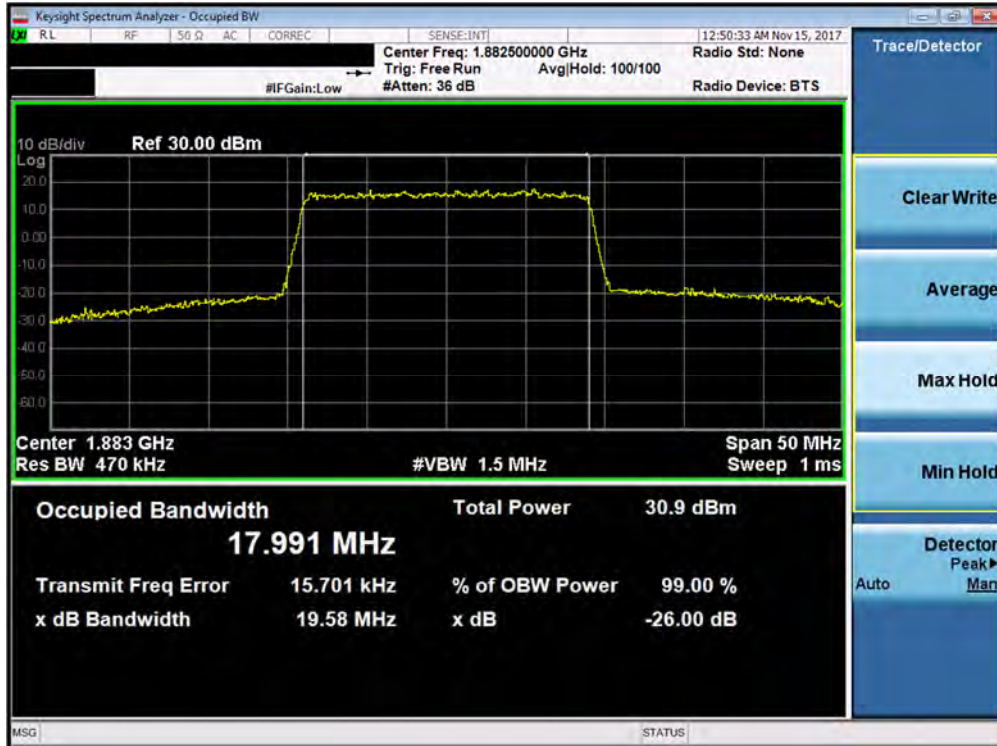 Keysight Spectrum Analyzer - Occupied BW
LXI RL RF 50 Ω AC CORREC SENSE:INT 12:50:33 AM Nov 15, 2017
Center Freq: 1.882500000 GHz Radio Std: None
Trig: Free Run Avg|Hold: 100/100
#IFGain:Low #Atten: 36 dB Radio Device: BTS
Trace/Detector
10 dB/div Ref 30.00 dBm
Log
20.0
10.0
0.00
-10.0
-20.0
-30.0
-40.0
-50.0
-60.0
Center 1.883 GHz Span 50 MHz
Res BW 470 kHz #VBW 1.5 MHz Sweep 1 ms
Occupied Bandwidth Total Power 30.9 dBm
17.991 MHz
Transmit Freq Error 15.701 kHz % of OBW Power 99.00 %
x dB Bandwidth 19.58 MHz x dB -26.00 dB
Clear Write
Average
Max Hold
Min Hold
Detector
Peak▶
Auto Man
MSG STATUS